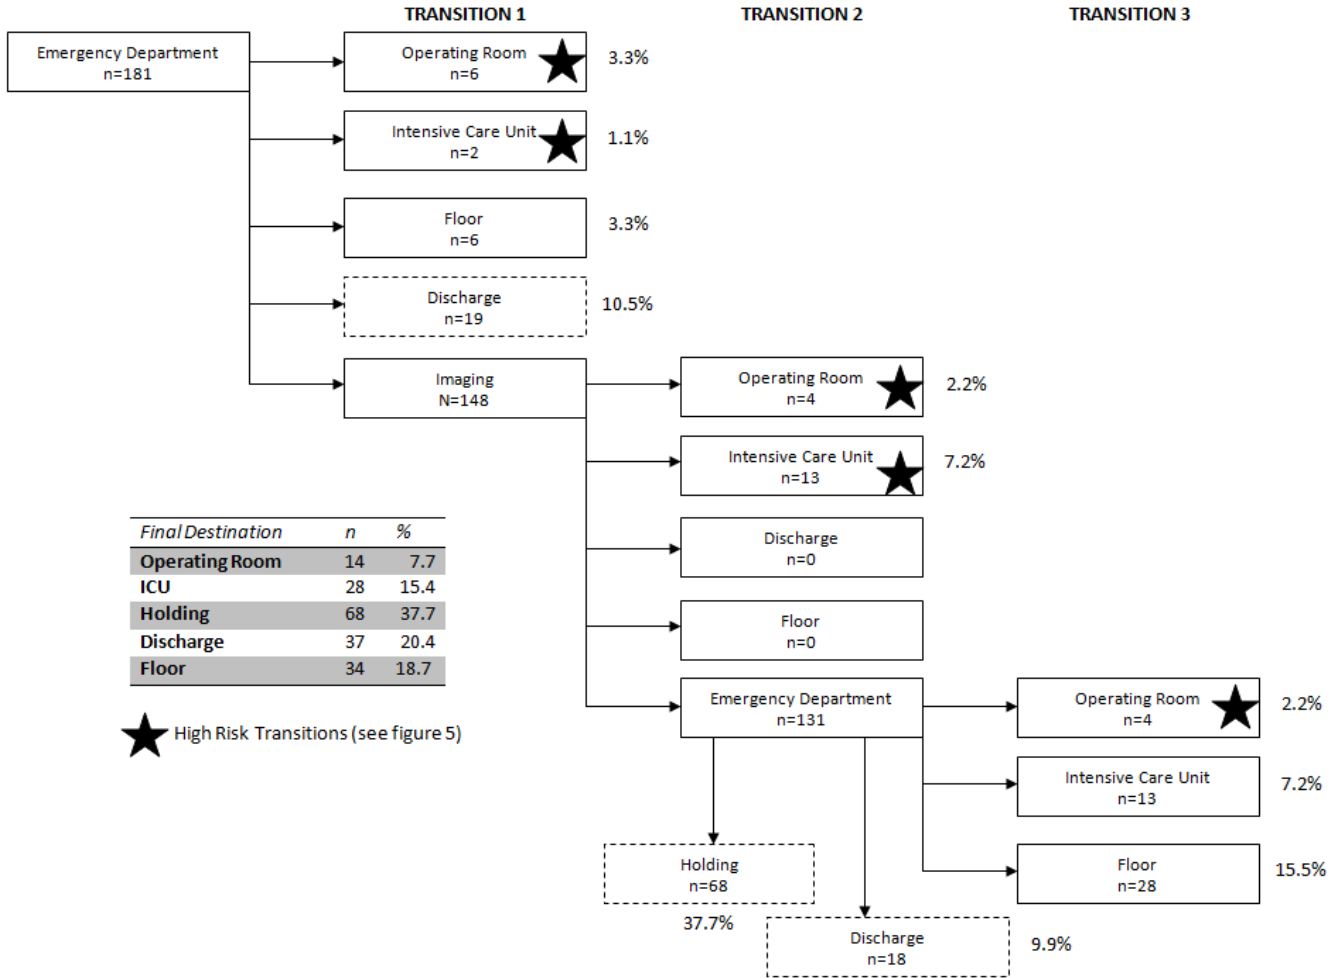 TRANSITION 1 TRANSITION 2 TRANSITION 3
Emergency Department
n=181
Operating Room
n=6
3.3%
Intensive Care Unit
n=2
1.1%
Floor
n=6
3.3%
Discharge
n=19
10.5%
Imaging
N=148
Operating Room
n=4
2.2%
Intensive Care Unit
n=13
7.2%
Discharge
n=0
Floor
n=0
Emergency Department
n=131
Operating Room
n=4
2.2%
Intensive Care Unit
n=13
7.2%
Floor
n=28
15.5%
Holding
n=68
37.7%
Discharge
n=18
9.9%
Final Destination n %
Operating Room 14 7.7
ICU 28 15.4
Holding 68 37.7
Discharge 37 20.4
Floor 34 18.7
High Risk Transitions (see figure 5)